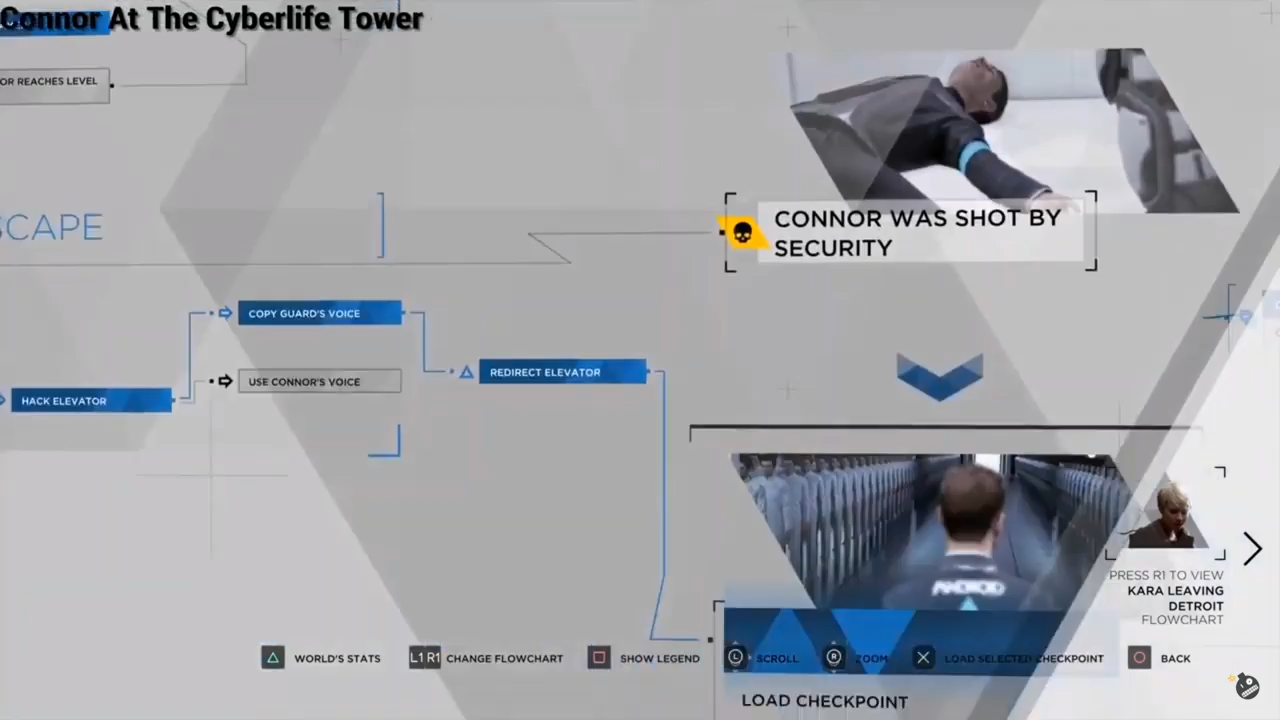 Connor At The Cyberlife Tower
OR REACHES LEVEL
SCAPE
CONNOR WAS SHOT BY
SECURITY
COPY GUARD'S VOICE
USE CONNOR'S VOICE
HACK ELEVATOR
REDIRECT ELEVATOR
ANDROID
PRESS R1 TO VIEW
KARA LEAVING
DETROIT
FLOWCHART
WORLD'S STATS
L1 R1 CHANGE FLOWCHART
SHOW LEGEND
L SCROLL
R ZOOM
LOAD SELECTED CHECKPOINT
BACK
LOAD CHECKPOINT